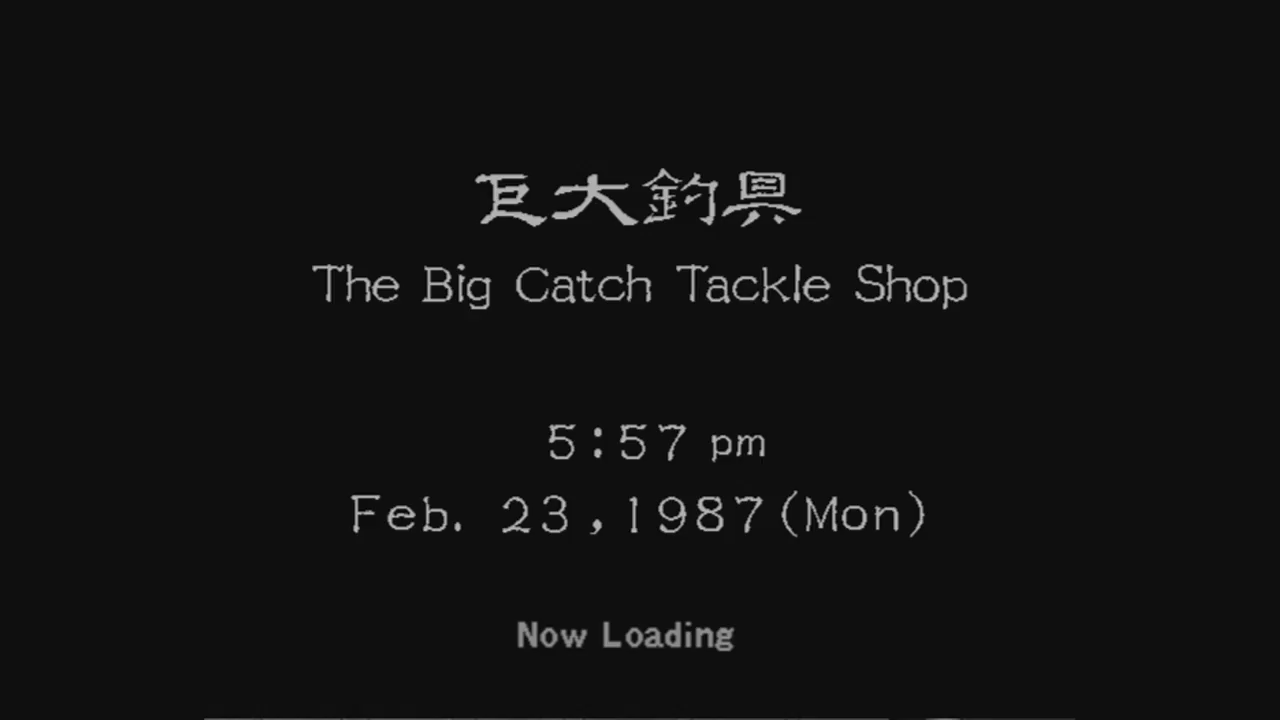 巨大釣具
The Big Catch Tackle Shop
5:57 pm
Feb. 23,1987(Mon)
Now Loading